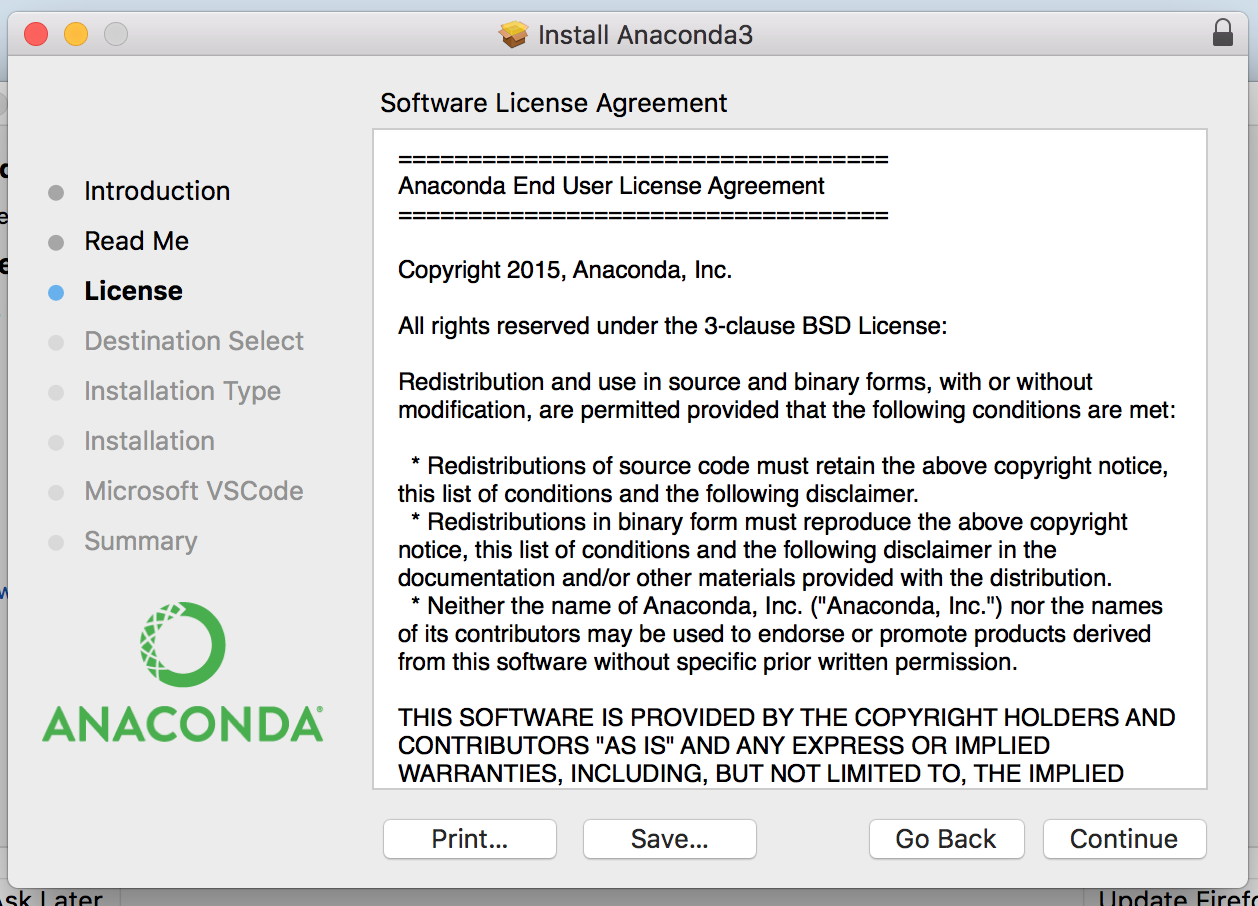 Install Anaconda3
Software License Agreement
Introduction
Read Me
License
Destination Select
Installation Type
Installation
Microsoft VSCode
Summary
ANANCONDA®
===================================
Anaconda End User License Agreement
===================================
Copyright 2015, Anaconda, Inc.
All rights reserved under the 3-clause BSD License:
Redistribution and use in source and binary forms, with or without
modification, are permitted provided that the following conditions are met:
* Redistributions of source code must retain the above copyright notice,
this list of conditions and the following disclaimer.
* Redistributions in binary form must reproduce the above copyright
notice, this list of conditions and the following disclaimer in the
documentation and/or other materials provided with the distribution.
* Neither the name of Anaconda, Inc. ("Anaconda, Inc.") nor the names
of its contributors may be used to endorse or promote products derived
from this software without specific prior written permission.
THIS SOFTWARE IS PROVIDED BY THE COPYRIGHT HOLDERS AND
CONTRIBUTORS "AS IS" AND ANY EXPRESS OR IMPLIED
WARRANTIES, INCLUDING, BUT NOT LIMITED TO, THE IMPLIED
Print...
Save...
Go Back
Continue
sk Later
Update Firefo